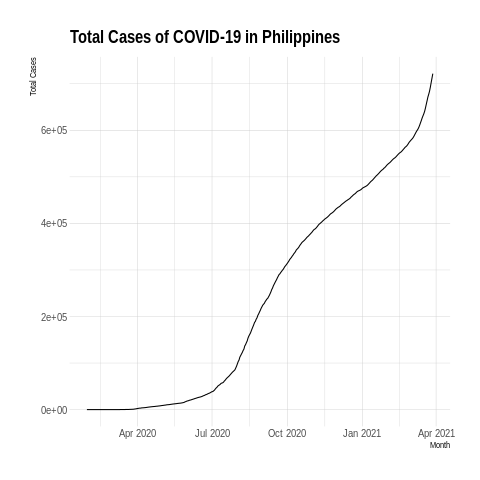 Total Cases of COVID-19 in Philippines
Total Cases
6e+05
4e+05
2e+05
0e+00
Apr 2020 Jul 2020 Oct 2020 Jan 2021 Apr 2021
Month